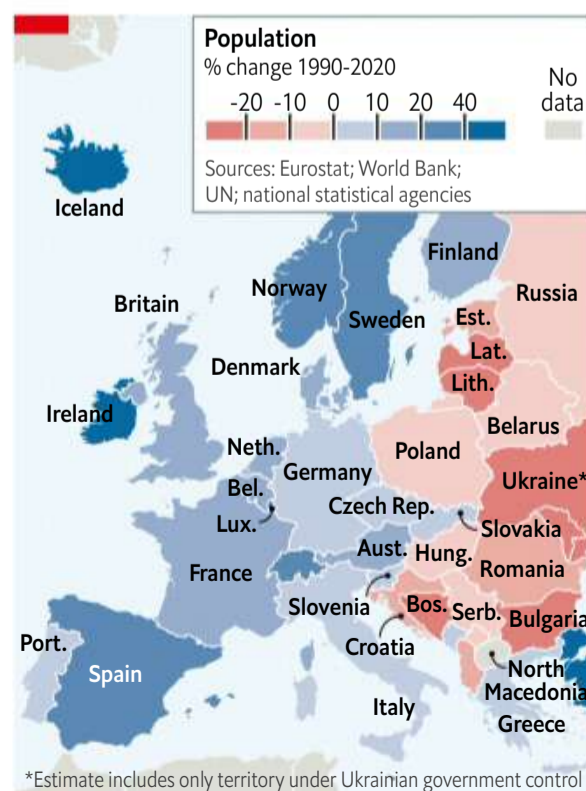 Population
% change 1990-2020
-20 -10 0 10 20 40
No
data
Sources: Eurostat; World Bank;
UN; national statistical agencies
Iceland
Finland
Norway
Russia
Britain
Sweden
Est.
Lat.
Denmark
Lith.
Ireland
Belarus
Neth.
Poland
Germany
Ukraine*
Bel.
Czech Rep.
Lux.
Slovakia
Aust.
Hung.
France
Romania
Slovenia
Bos.
Serb.
Bulgaria
Port.
Croatia
Spain
North
Macedonia
Italy
Greece
*Estimate includes only territory under Ukrainian government control